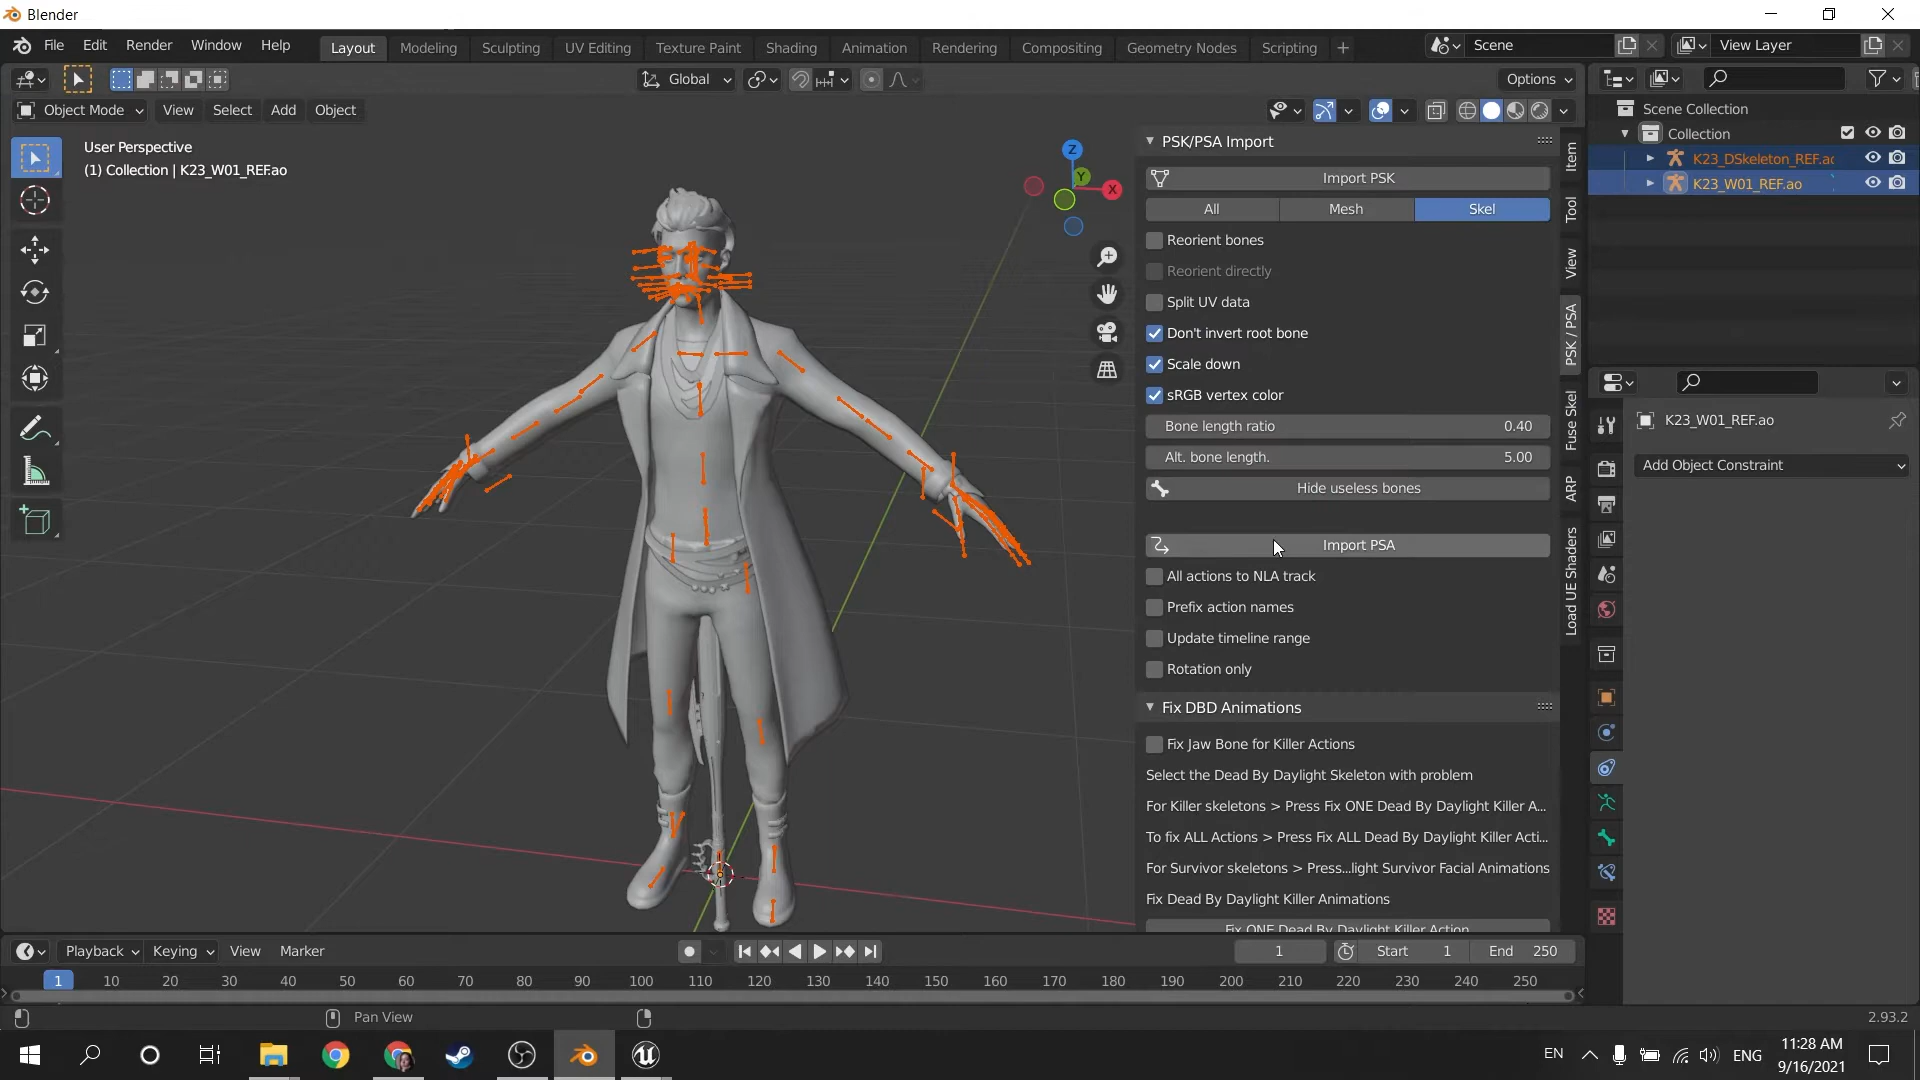 Blender
File Edit Render Window Help Layout Modeling Sculpting UV Editing Texture Paint Shading Animation Rendering Compositing Geometry Nodes Scripting + Scene View Layer
Global Options
Object Mode View Select Add Object
User Perspective
(1) Collection | K23_W01_REF.ao
Z
Y
X
PSK/PSA Import
Import PSK
All Mesh Skel
Reorient bones
Reorient directly
Split UV data
Don't invert root bone
Scale down
sRGB vertex color
Bone length ratio 0.40
Alt. bone length. 5.00
Hide useless bones
Import PSA
All actions to NLA track
Prefix action names
Update timeline range
Rotation only
Fix DBD Animations
Fix Jaw Bone for Killer Actions
Select the Dead By Daylight Skeleton with problem
For Killer skeletons > Press Fix ONE Dead By Daylight Killer A...
To fix ALL Actions > Press Fix ALL Dead By Daylight Killer Acti...
For Survivor skeletons > Press...light Survivor Facial Animations
Fix Dead By Daylight Killer Animations
Fix ONE Dead By Daylight Killer Action
Item
Tool
View
PSK / PSA
Fuse Skel
ARP
Load UE Shaders
Scene Collection
Collection
K23_DSkeleton_REF.ao
K23_W01_REF.ao
K23_W01_REF.ao
Add Object Constraint
Playback Keying View Marker 1 Start 1 End 250
1 10 20 30 40 50 60 70 80 90 100 110 120 130 140 150 160 170 180 190 200 210 220 230 240 250
Pan View 2.93.2
EN ENG 11:28 AM
9/16/2021